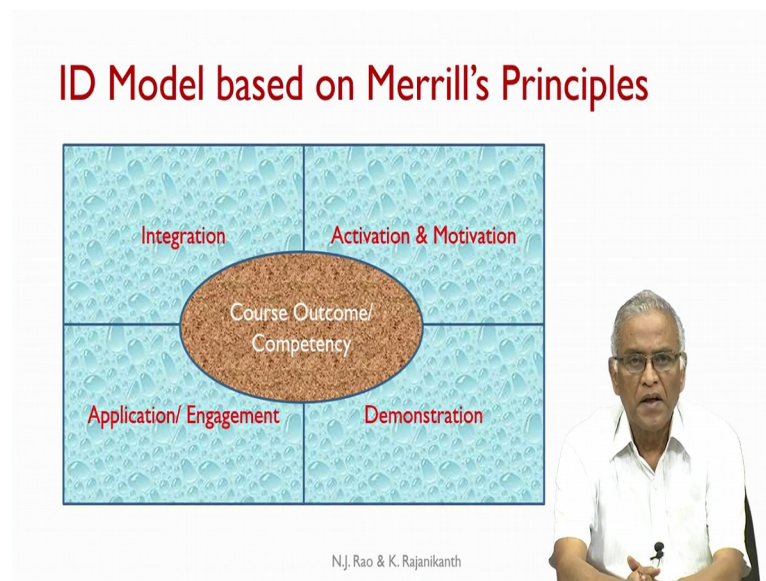 ID Model based on Merrill's Principles
Integration
Activation & Motivation
Course Outcome/
Competency
Application/ Engagement
Demonstration
N.J. Rao & K. Rajanikanth